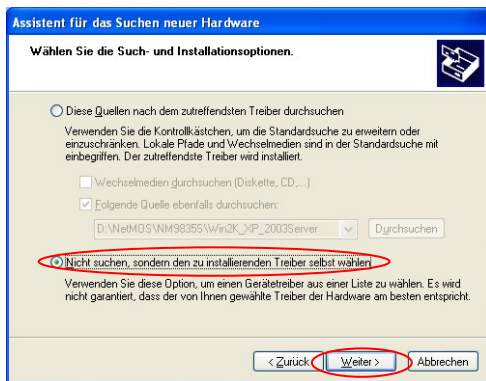 Assistent für das Suchen neuer Hardware
Wählen Sie die Such- und Installationsoptionen.
Diese Quellen nach dem zutreffendsten Treiber durchsuchen
Verwenden Sie die Kontrollkästchen, um die Standardsuche zu erweitern oder
einzuschränken. Lokale Pfade und Wechselmedien sind in der Standardsuche mit
einbegriffen. Der zutreffendste Treiber wird installiert.
Wechselmedien durchsuchen (Diskette, CD,...)
Folgende Quelle ebenfalls durchsuchen:
D:\NetMOS\NM9835S\Win2K_XP_2003Server
Durchsuchen
Nicht suchen, sondern den zu installierenden Treiber selbst wählen
Verwenden Sie diese Option, um einen Gerätetreiber aus einer Liste zu wählen. Es wird
nicht garantiert, dass der von Ihnen gewählte Treiber der Hardware am besten entspricht.
< Zurück Weiter > Abbrechen